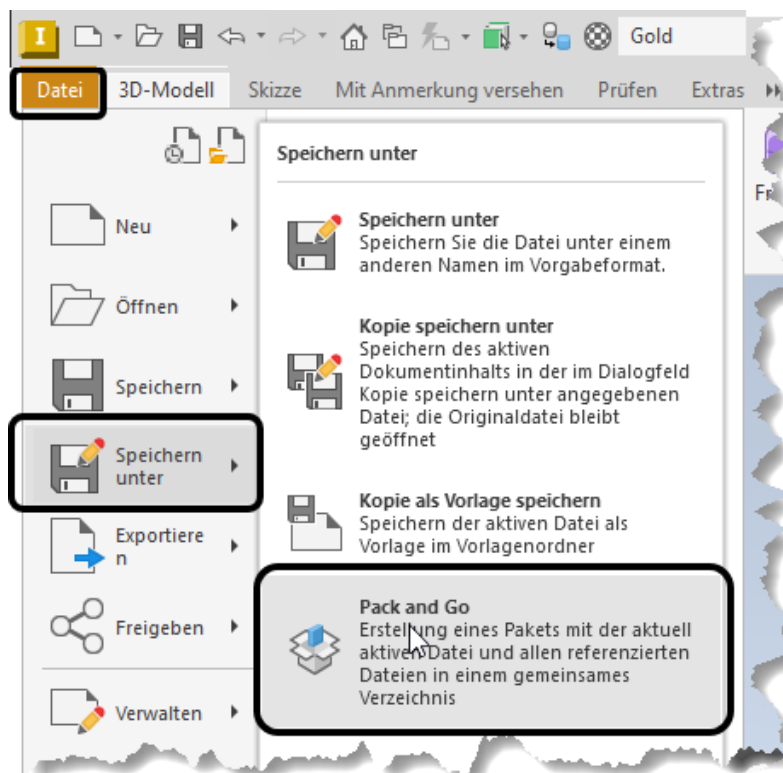 I
Gold
Datei 3D-Modell Skizze Mit Anmerkung versehen Prüfen Extras
Speichern unter
Fr
Neu
Speichern unter
Speichern Sie die Datei unter einem
anderen Namen im Vorgabeformat.
Öffnen
Kopie speichern unter
Speichern des aktiven
Dokumentinhalts in der im Dialogfeld
Kopie speichern unter angegebenen
Datei; die Originaldatei bleibt
geöffnet
Speichern
Speichern
unter
Kopie als Vorlage speichern
Speichern der aktiven Datei als
Vorlage im Vorlagenordner
Exportiere
n
Pack and Go
Erstellung eines Pakets mit der aktuell
aktiven Datei und allen referenzierten
Dateien in einem gemeinsames
Verzeichnis
Freigeben
Verwalten